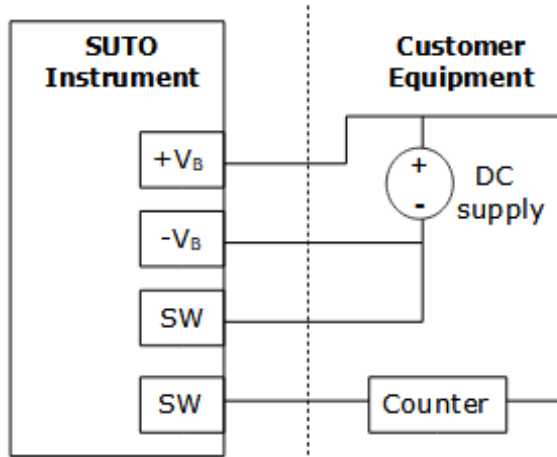 SUTO
Instrument
Customer
Equipment
+VB
+
-
DC
supply
-VB
SW
SW
Counter